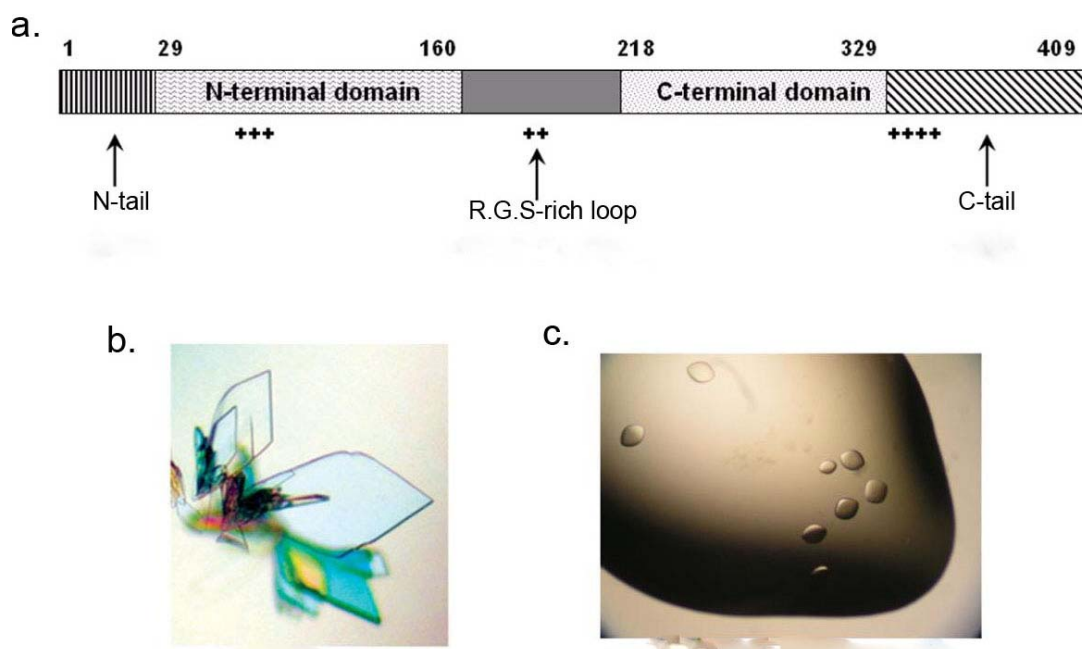 a.
1 29 160 218 329 409
N-terminal domain C-terminal domain
+++ ++ ++++
N-tail R.G.S-rich loop C-tail
b. c.